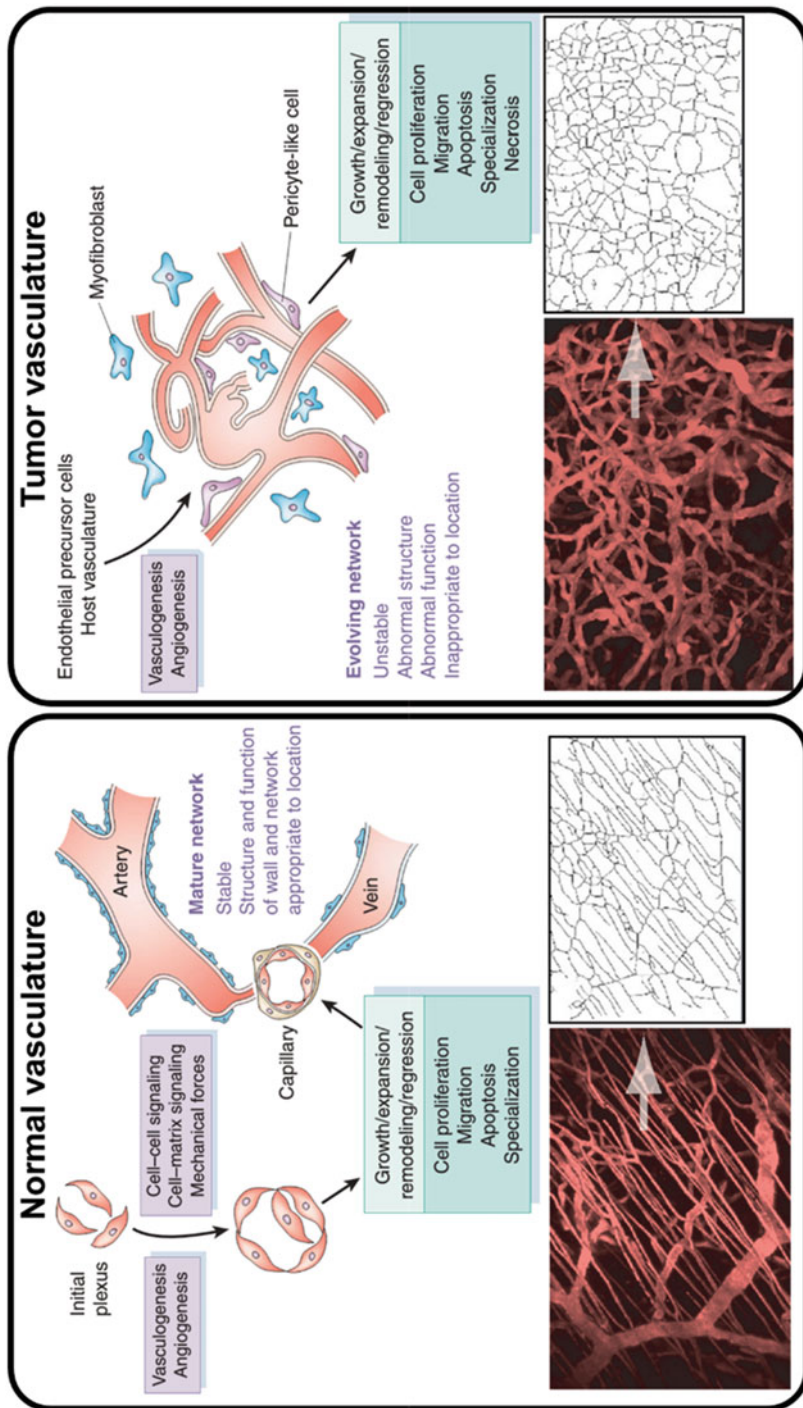 Normal vasculature
Initial
plexus
Vasculogenesis
Angiogenesis
Cell–cell signaling
Cell–matrix signaling
Mechanical forces
Artery
Mature network
Stable
Structure and function
of wall and network
appropriate to location
Capillary
Vein
Growth/expansion/
remodeling/regression
Cell proliferation
Migration
Apoptosis
Specialization
Tumor vasculature
Endothelial precursor cells
Host vasculature
Vasculogenesis
Angiogenesis
Myofibroblast
Pericyte-like cell
Evolving network
Unstable
Abnormal structure
Abnormal function
Inappropriate to location
Growth/expansion/
remodeling/regression
Cell proliferation
Migration
Apoptosis
Specialization
Necrosis